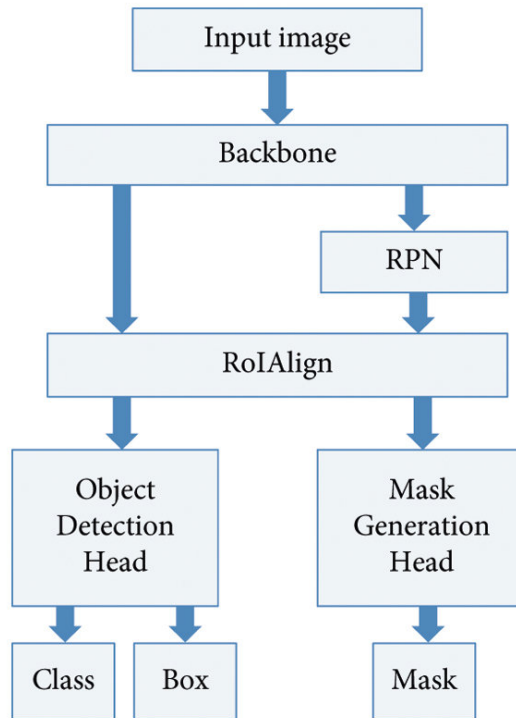 Input image
Backbone
RPN
RoIAlign
Object
Detection
Head
Mask
Generation
Head
Class
Box
Mask